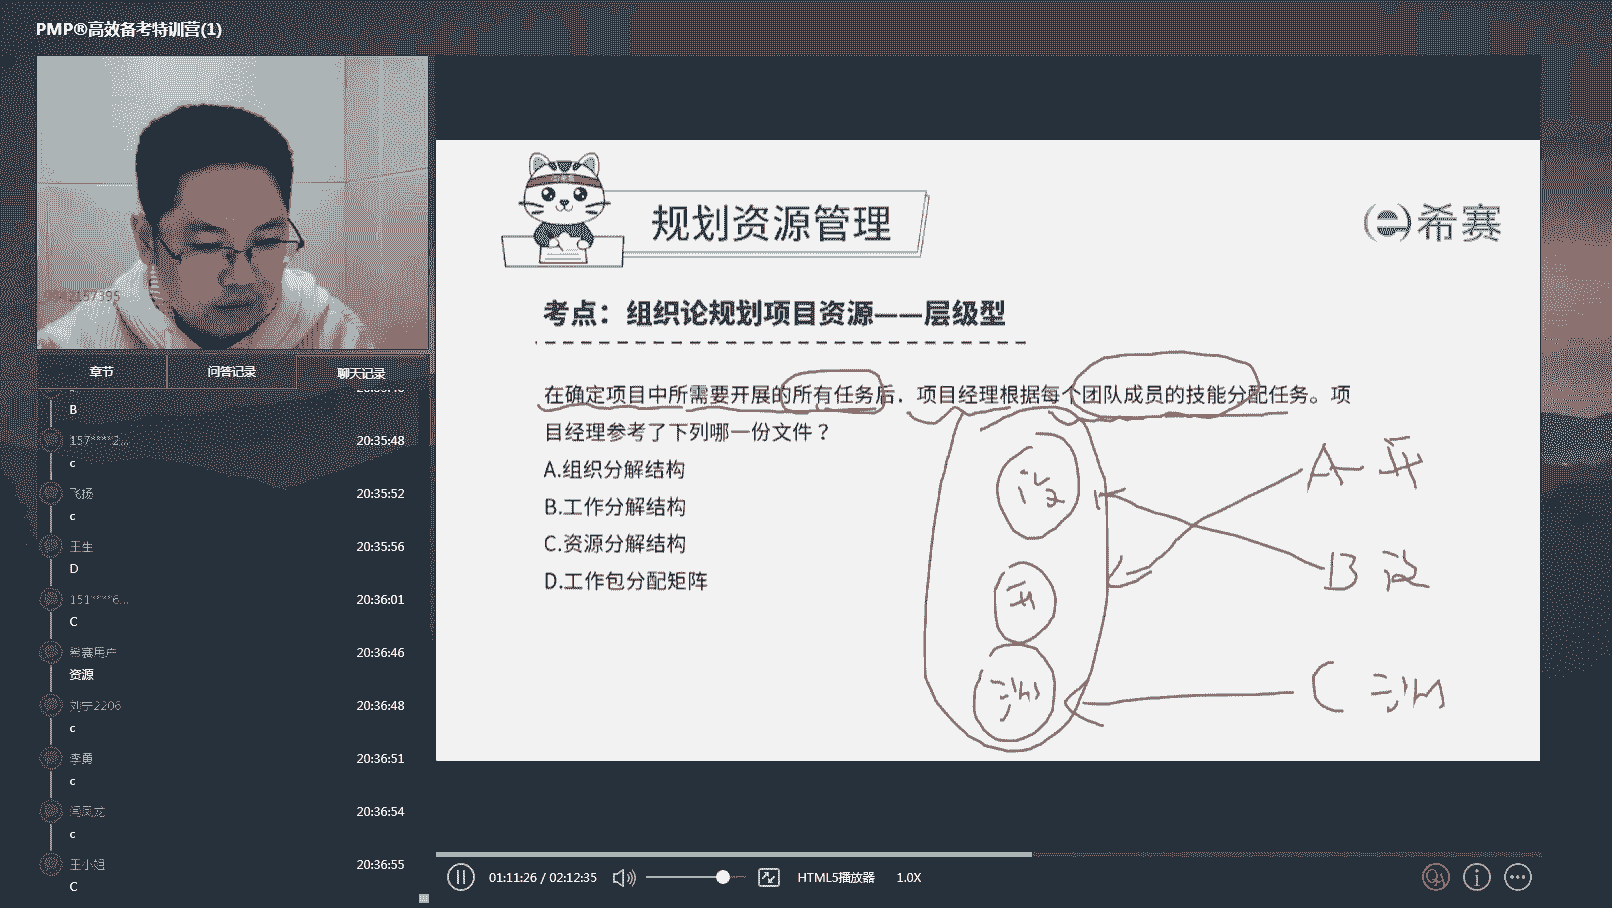 PMP®高效备考特训营(1)
章节
问答记录
聊天记录
B
157****2...
20:35:48
c
飞扬
20:35:52
c
王生
20:35:56
D
151****6...
20:36:01
C
希赛用户
20:36:46
资源
刘宇2206
20:36:48
c
李勇
20:36:51
c
冯凤龙
20:36:54
c
王小姐
20:36:55
C
规划资源管理
希赛
考点：组织论规划项目资源——层级型
在确定项目中所需要开展的所有任务后．项目经理根据每个团队成员的技能分配任务。项
目经理参考了下列哪一份文件？
A.组织分解结构
B.工作分解结构
C.资源分解结构
D.工作包分配矩阵
设
开
测
A 开
B 设
C 测
01:11:26 / 02:12:35
HTML5播放器
1.0X